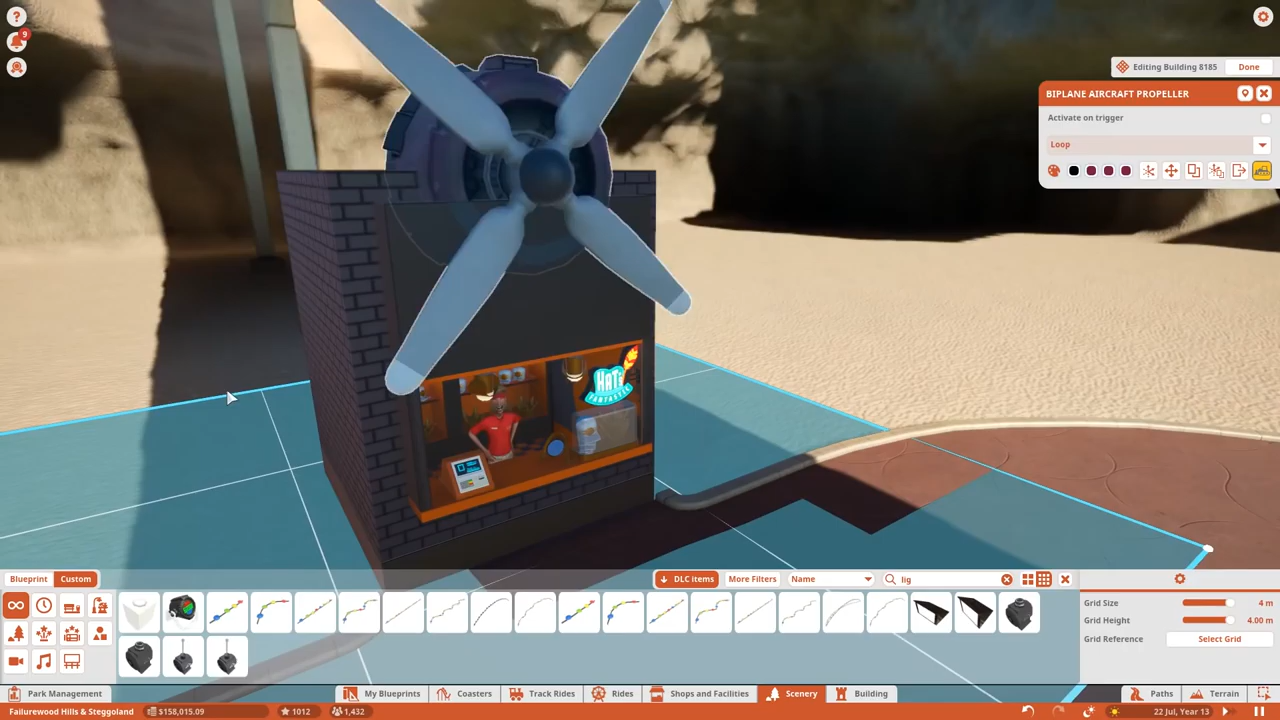 ?
9
Editing Building 8185
Done
BIPLANE AIRCRAFT PROPELLER
Activate on trigger
Loop
HATS
FANTASTIC
Blueprint
Custom
DLC items
More Filters
Name
lig
Grid Size
4 m
Grid Height
4.00 m
Grid Reference
Select Grid
Park Management
My Blueprints
Coasters
Track Rides
Rides
Shops and Facilities
Scenery
Building
Paths
Terrain
Failurewood Hills & Steggoland
$158,015.09
1012
1,432
22 Jul, Year 13